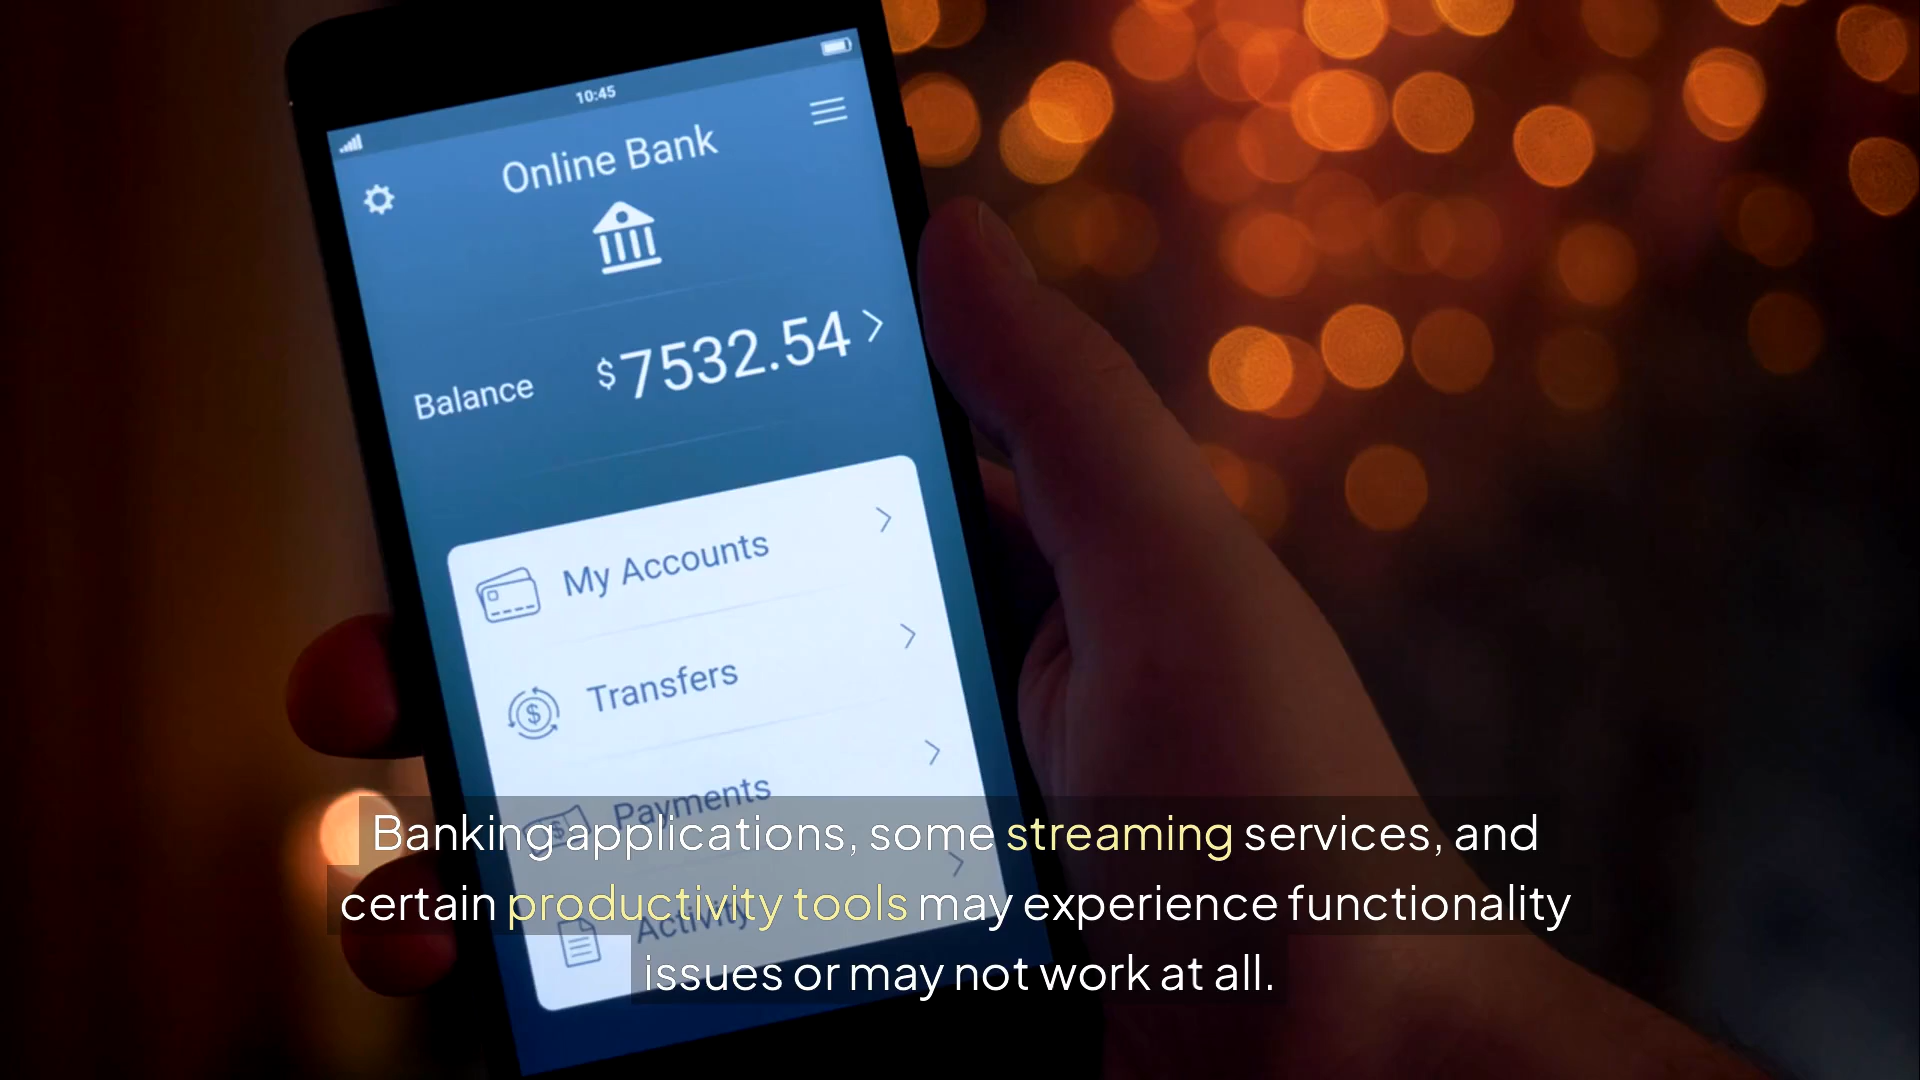 10:45
Online Bank
Balance $7532.54
My Accounts
Transfers
Payments
Activity
Banking applications, some streaming services, and
certain productivity tools may experience functionality
issues or may not work at all.